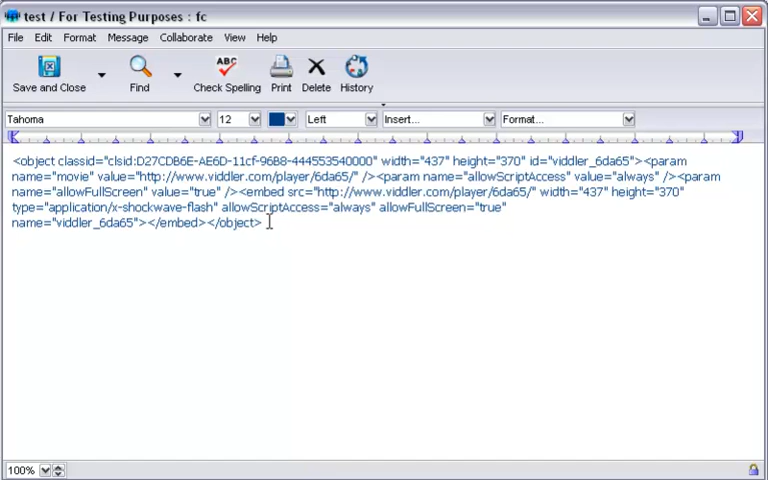 test / For Testing Purposes : fc
File Edit Format Message Collaborate View Help
ABC
Save and Close Find Check Spelling Print Delete History
Tahoma 12 Left Insert... Format...
<object classid="clsid:D27CDB6E-AE6D-11cf-96B8-444553540000" width="437" height="370" id="viddler_6da65"><param
name="movie" value="http://www.viddler.com/player/6da65/" /><param name="allowScriptAccess" value="always" /><param
name="allowFullScreen" value="true" /><embed src="http://www.viddler.com/player/6da65/" width="437" height="370"
type="application/x-shockwave-flash" allowScriptAccess="always" allowFullScreen="true"
name="viddler_6da65"></embed></object>
100%